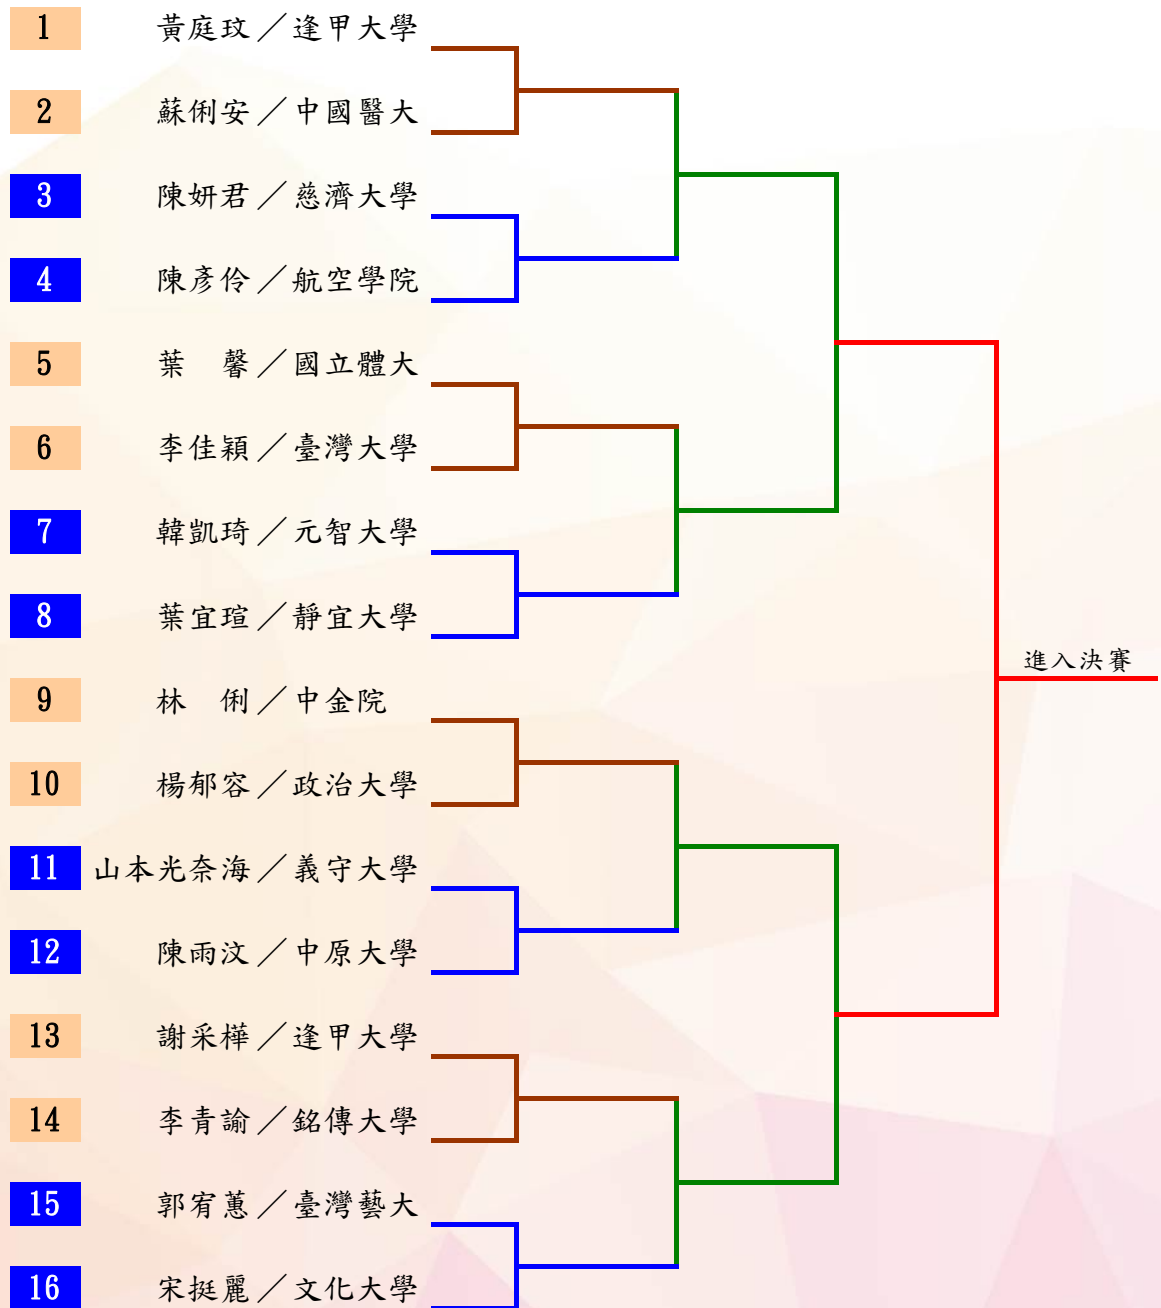 1 黃庭玟／逢甲大學
2 蘇俐安／中國醫大
3 陳妍君／慈濟大學
4 陳彥伶／航空學院
5 葉　馨／國立體大
6 李佳穎／臺灣大學
7 韓凱琦／元智大學
8 葉宜瑄／靜宜大學
進入決賽
9 林　俐／中金院
10 楊郁容／政治大學
11 山本光奈海／義守大學
12 陳雨汶／中原大學
13 謝采樺／逢甲大學
14 李青諭／銘傳大學
15 郭宥蕙／臺灣藝大
16 宋挺麗／文化大學